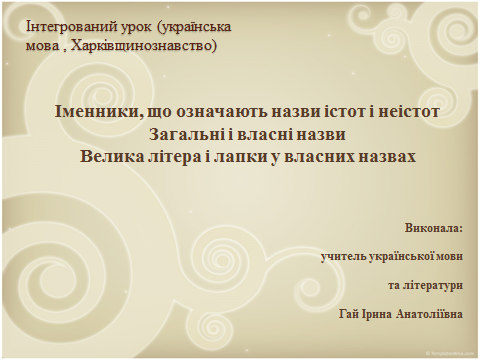 Інтегрований урок (українська
мова , Харківщинознавство)
Іменники, що означають назви істот і неістот
Загальні і власні назви
Велика літера і лапки у власних назвах
Виконала:
учитель української мови
та літератури
Гай Ірина Анатоліївна